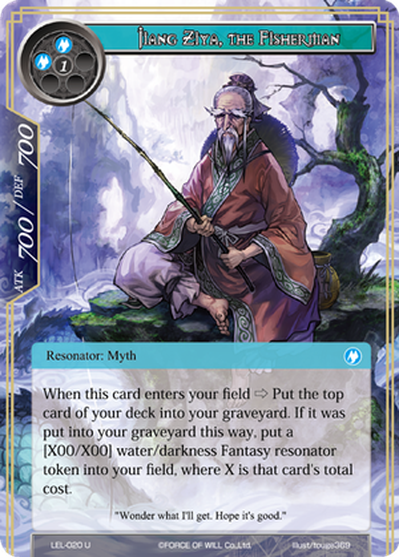 Jiang Ziya, the Fisherman
1
ATK 700 / DEF 700
Resonator: Myth
When this card enters your field ⇨ Put the top
card of your deck into your graveyard. If it was
put into your graveyard this way, put a
[X00/X00] water/darkness Fantasy resonator
token into your field, where X is that card's total
cost.
"Wonder what I'll get. Hope it's good."
LEL-020 U ©FORCE OF WILL Co.,Ltd. Illust/touge369